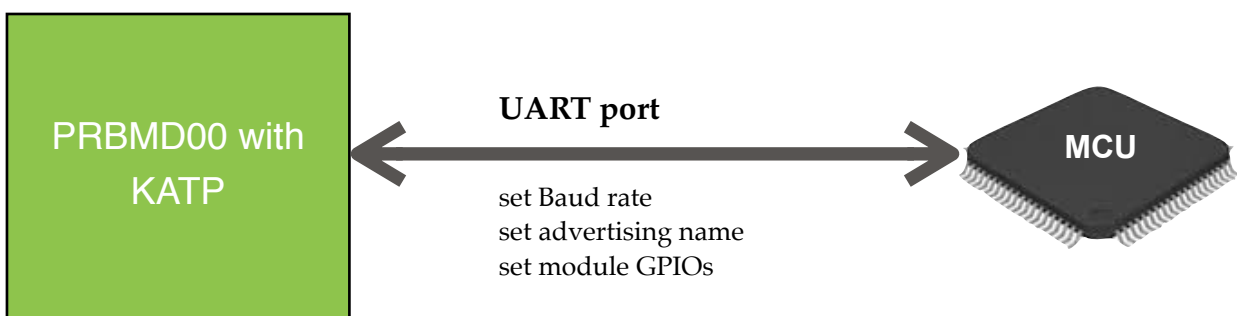 PRBMD00 with
KATP
UART port
set Baud rate
set advertising name
set module GPIOs
MCU